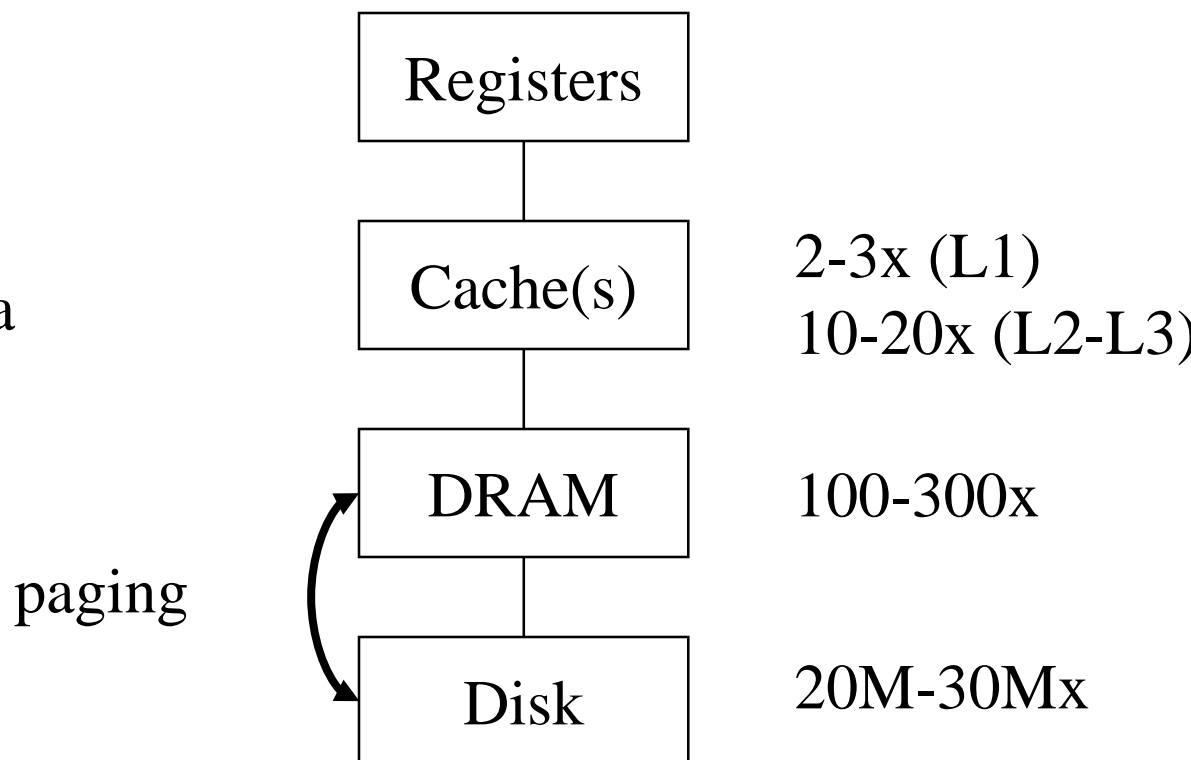 Registers
Cache(s)
2-3x (L1)
10-20x (L2-L3)
a
DRAM
100-300x
paging
Disk
20M-30Mx